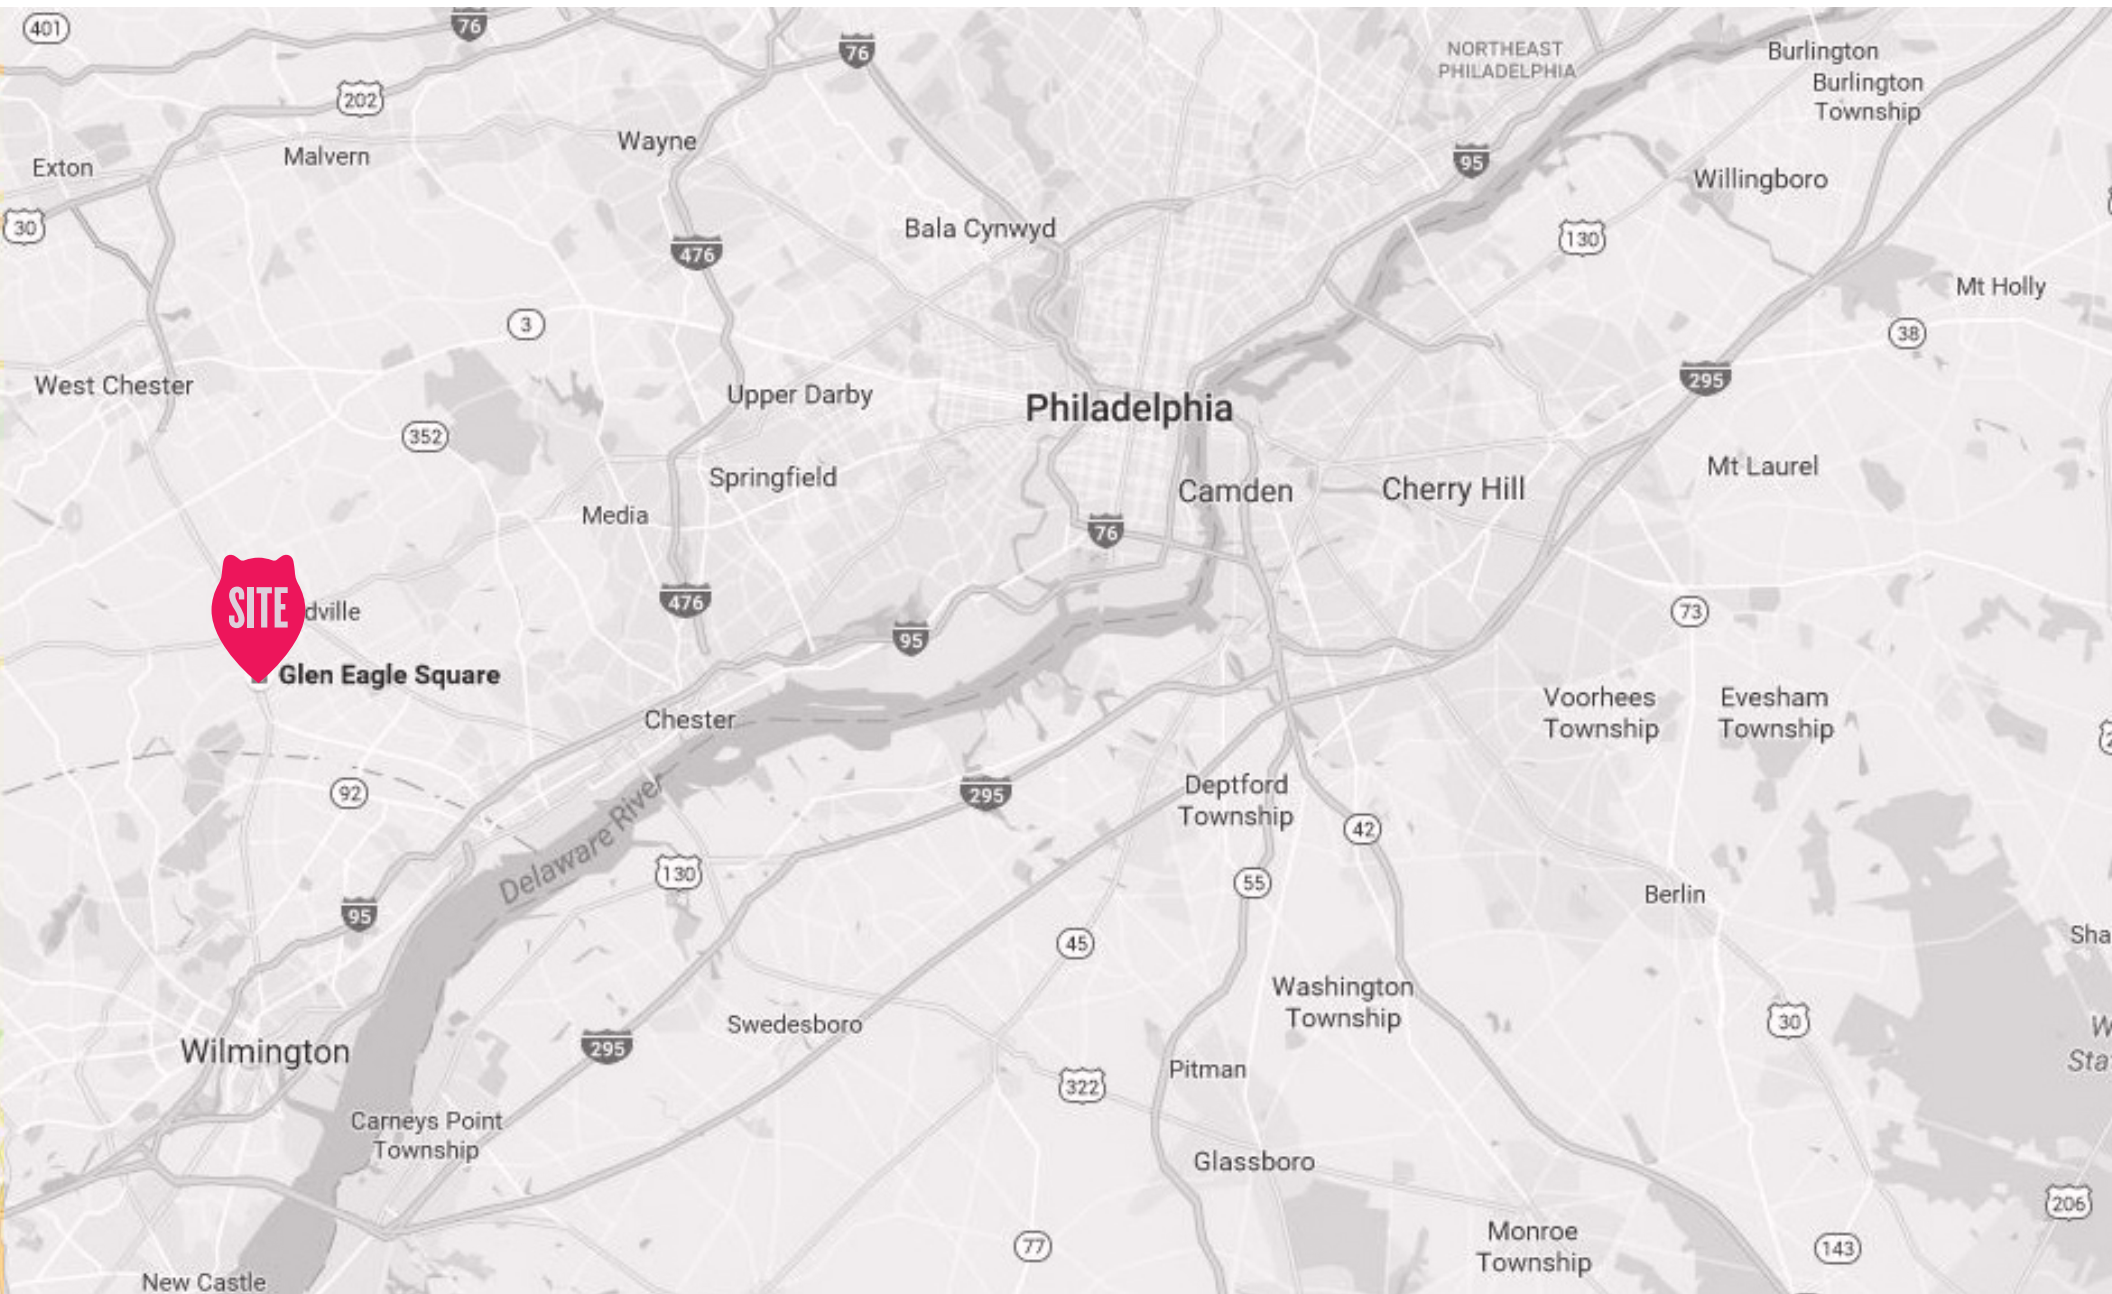 401
76
76
NORTHEAST
PHILADELPHIA
Burlington
Burlington
Township
202
Wayne
Malvern
Exton
95
Willingboro
30
Bala Cynwyd
130
476
Mt Holly
3
38
295
West Chester
Upper Darby
Philadelphia
352
Springfield
Mt Laurel
Camden
Cherry Hill
Media
76
SITE
dville
476
95
73
Glen Eagle Square
Chester
Voorhees
Township
Evesham
Township
92
295
Deptford
Township
Delaware River
42
130
55
Berlin
95
45
Sha
Washington
Township
Swedesboro
30
W
Sta
Wilmington
295
Pitman
322
Carneys Point
Township
Glassboro
206
Monroe
Township
77
143
New Castle